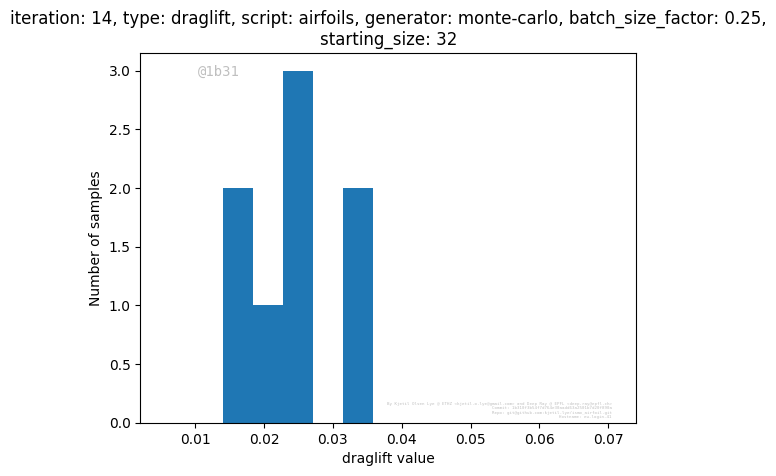 iteration: 14, type: draglift, script: airfoils, generator: monte-carlo, batch_size_factor: 0.25,
starting_size: 32
@1b31
3.0
2.5
2.0
1.5
1.0
0.5
0.0
Number of samples
0.01 0.02 0.03 0.04 0.05 0.06 0.07
draglift value